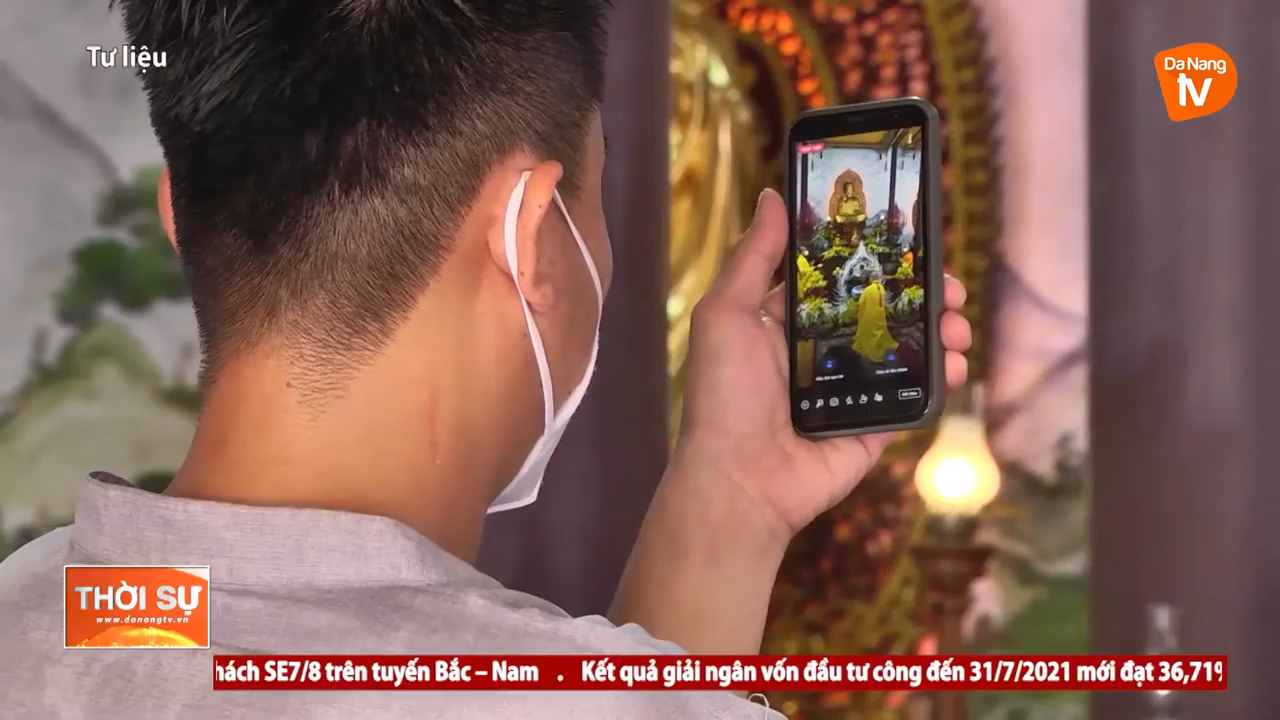 Tư liệu
Da Nang
tv
THỜI SỰ
www.danangtv.vn
hách SE7/8 trên tuyến Bắc – Nam . Kết quả giải ngân vốn đầu tư công đến 31/7/2021 mới đạt 36,71%